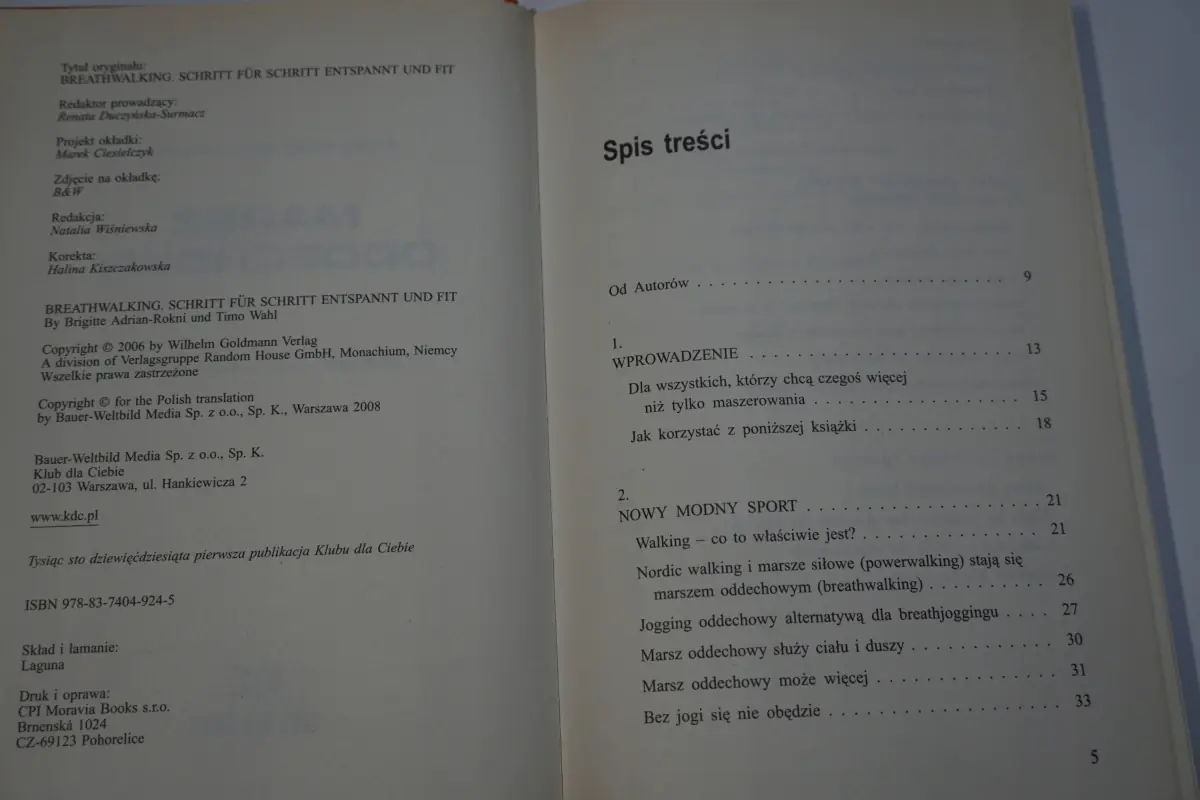 Tytuł oryginału:
BREATHWALKING. SCHRITT FÜR SCHRITT ENTSPANNT UND FIT
Redaktor prowadzący:
Renata Duczyńska-Surmacz
Projekt okładki:
Marek Ciesielczyk
Zdjęcie na okładkę:
B&W
Redakcja:
Natalia Wiśniewska
Korekta:
Halina Kiszczakowska
BREATHWALKING. SCHRITT FÜR SCHRITT ENTSPANNT UND FIT
By Brigitte Adrian-Rokni und Timo Wahl
Copyright © 2006 by Wilhelm Goldmann Verlag
A division of Verlagsgruppe Random House GmbH, Monachium, Niemcy
Wszelkie prawa zastrzeżone
Copyright © for the Polish translation
by Bauer-Weltbild Media Sp. z o.o., Sp. K., Warszawa 2008
Bauer-Weltbild Media Sp. z o.o., Sp. K.
Klub dla Ciebie
02-103 Warszawa, ul. Hankiewicza 2
www.kdc.pl
Tysiąc sto dziewięćdziesiąta pierwsza publikacja Klubu dla Ciebie
ISBN 978-83-7404-924-5
Skład i łamanie:
Laguna
Druk i oprawa:
CPI Moravia Books s.r.o.
Brnenská 1024
CZ-69123 Pohorelice
Spis treści
Od Autorów . . . . . . . . . . . . . . . . . . . . . . . . . . 9
1.
WPROWADZENIE . . . . . . . . . . . . . . . . . . . . . . 13
Dla wszystkich, którzy chcą czegoś więcej
niż tylko maszerowania . . . . . . . . . . . . . . . . . 15
Jak korzystać z poniższej książki . . . . . . . . . . . . . 18
2.
NOWY MODNY SPORT . . . . . . . . . . . . . . . . . . . . 21
Walking – co to właściwie jest? . . . . . . . . . . . . . . 21
Nordic walking i marsze siłowe (powerwalking) stają się
marszem oddechowym (breathwalking) . . . . . . . . . . 26
Jogging oddechowy alternatywą dla breathjoggingu . . . . 27
Marsz oddechowy służy ciału i duszy . . . . . . . . . . . . 30
Marsz oddechowy może więcej . . . . . . . . . . . . . . . 31
Bez jogi się nie obędzie . . . . . . . . . . . . . . . . . . . 33
5